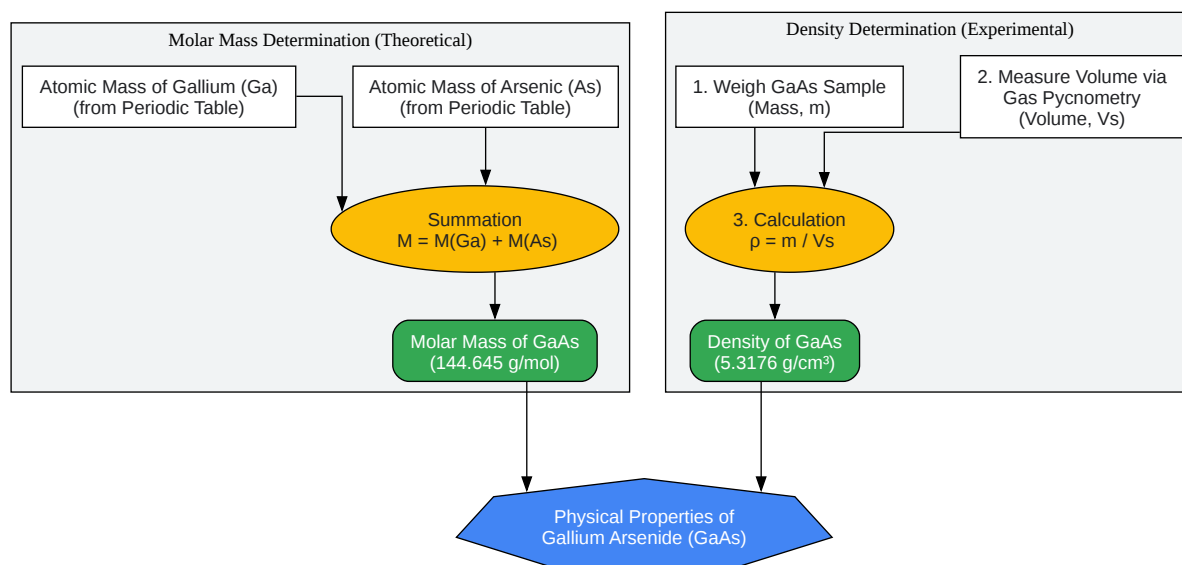 Molar Mass Determination (Theoretical)
Atomic Mass of Gallium (Ga)
(from Periodic Table)
Atomic Mass of Arsenic (As)
(from Periodic Table)
Summation
M = M(Ga) + M(As)
Molar Mass of GaAs
(144.645 g/mol)
Density Determination (Experimental)
1. Weigh GaAs Sample
(Mass, m)
2. Measure Volume via
Gas Pycnometry
(Volume, Vs)
3. Calculation
ρ = m / Vs
Density of GaAs
(5.3176 g/cm³)
Physical Properties of
Gallium Arsenide (GaAs)